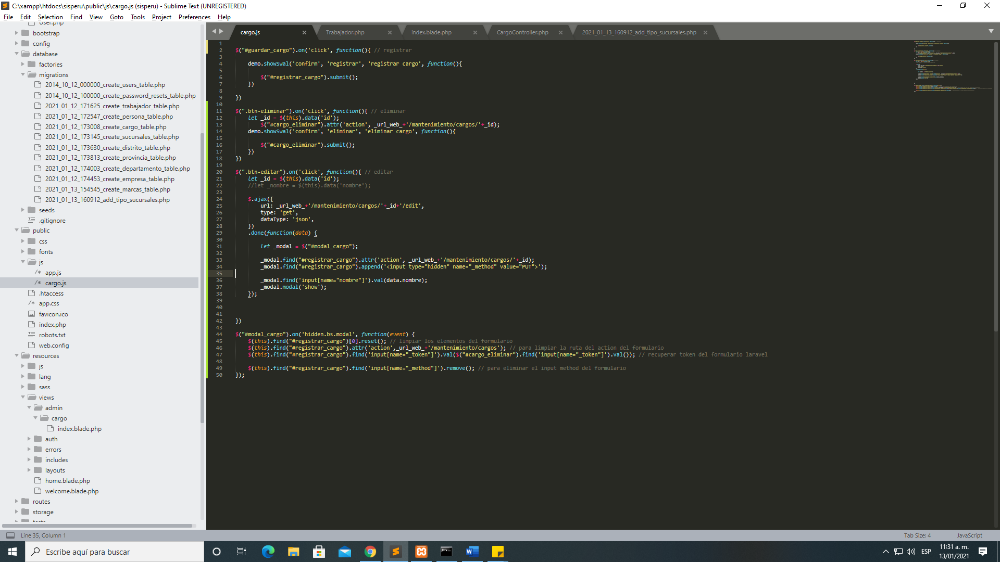 C:\xampp\htdocs\sisperu\public\js\cargo.js (sisperu) - Sublime Text (UNREGISTERED)
File Edit Selection Find View Goto Tools Project Preferences Help
User.php
bootstrap
config
database
factories
migrations
2014_10_12_000000_create_users_table.php
2014_10_12_100000_create_password_resets_table.php
2021_01_12_171625_create_trabajador_table.php
2021_01_12_172547_create_persona_table.php
2021_01_12_173008_create_cargo_table.php
2021_01_12_173145_create_sucursales_table.php
2021_01_12_173630_create_distrito_table.php
2021_01_12_173813_create_provincia_table.php
2021_01_12_174003_create_departamento_table.php
2021_01_12_174453_create_empresa_table.php
2021_01_13_154545_create_marcas_table.php
2021_01_13_160912_add_tipo_sucursales.php
seeds
.gitignore
public
css
fonts
js
/* app.js
/* cargo.js
.htaccess
/* app.css
favicon.ico
index.php
robots.txt
web.config
resources
js
lang
sass
views
admin
cargo
index.blade.php
auth
errors
includes
layouts
home.blade.php
welcome.blade.php
routes
storage
tests
cargo.js × Trabajador.php × index.blade.php × CargoController.php × 2021_01_13_160912_add_tipo_sucursales.php ×
1
2 $("#guardar_cargo").on('click', function(){ // registrar
3
4 demo.showSwal('confirm', 'registrar', 'registrar cargo', function(){
5
6 $("#registrar_cargo").submit();
7 })
8
9 })
10
11 $(".btn-eliminar").on('click', function(){ // eliminar
12 let _id = $(this).data('id');
13 $("#cargo_eliminar").attr('action', _url_web_+'/mantenimiento/cargos/'+_id);
14 demo.showSwal('confirm', 'eliminar', 'eliminar cargo', function(){
15
16 $("#cargo_eliminar").submit();
17 })
18 })
19
20 $(".btn-editar").on('click', function(){ // editar
21 let _id = $(this).data('id');
22 //let _nombre = $(this).data('nombre');
23
24 $.ajax({
25 url: _url_web_+'/mantenimiento/cargos/'+_id+'/edit',
26 type: 'get',
27 dataType: 'json',
28 })
29 .done(function(data) {
30
31 let _modal = $("#modal_cargo");
32
33 _modal.find("#registrar_cargo").attr('action', _url_web_+'/mantenimiento/cargos/'+_id);
34 _modal.find("#registrar_cargo").append('<input type="hidden" name="_method" value="PUT">');
35
36 _modal.find('input[name="nombre"]').val(data.nombre);
37 _modal.modal('show');
38 });
39
40
41
42 })
43
44 $("#modal_cargo").on('hidden.bs.modal', function(event) {
45 $(this).find("#registrar_cargo")[0].reset(); // limpiar los elementos del formulario
46 $(this).find("#registrar_cargo").attr('action',_url_web_+'/mantenimiento/cargos'); // para limpiar la ruta del action del formulario
47 $(this).find("#registrar_cargo").find('input[name="_token"]').val($("#cargo_eliminar").find('input[name="_token"]').val()); // recuperar token del formulario laravel
48
49 $(this).find("#registrar_cargo").find('input[name="_method"]').remove(); // para eliminar el input method del formulario
50 });
Line 35, Column 1 Tab Size: 4 JavaScript
Escribe aquí para buscar
ESP
11:31 a. m.
13/01/2021